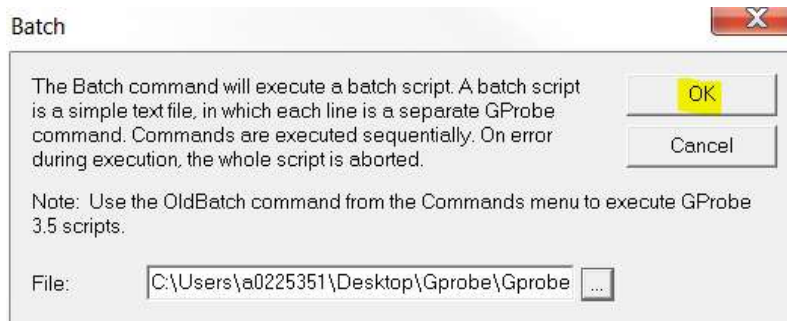 Batch
X
The Batch command will execute a batch script. A batch script
is a simple text file, in which each line is a separate GProbe
command. Commands are executed sequentially. On error
during execution, the whole script is aborted.
OK
Cancel
Note: Use the OldBatch command from the Commands menu to execute GProbe
3.5 scripts.
File: C:\Users\a0225351\Desktop\Gprobe\Gprobe ...